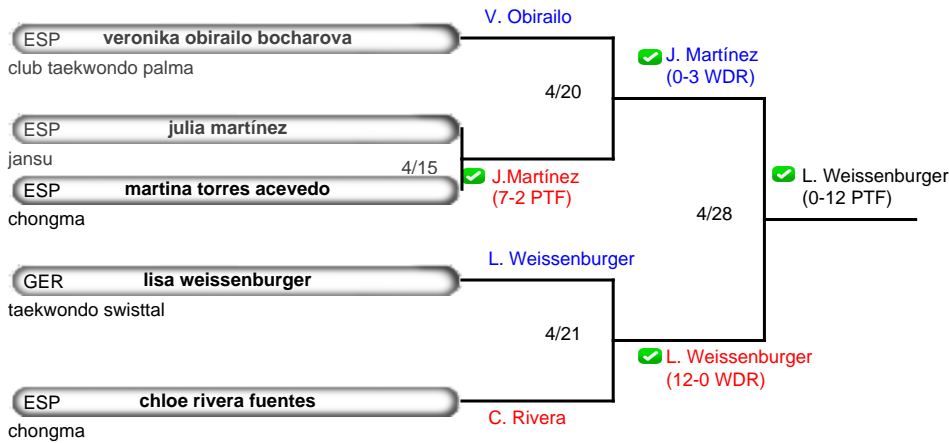 V. Obirailo
ESP veronika obirailo bocharova
club taekwondo palma
J. Martínez
(0-3 WDR)
4/20
ESP julia martínez
jansu
4/15
ESP martina torres acevedo
chongma
J.Martínez
(7-2 PTF)
L. Weissenburger
(0-12 PTF)
4/28
L. Weissenburger
GER lisa weissenburger
taekwondo swisttal
4/21
L. Weissenburger
(12-0 WDR)
ESP chloe rivera fuentes
chongma
C. Rivera